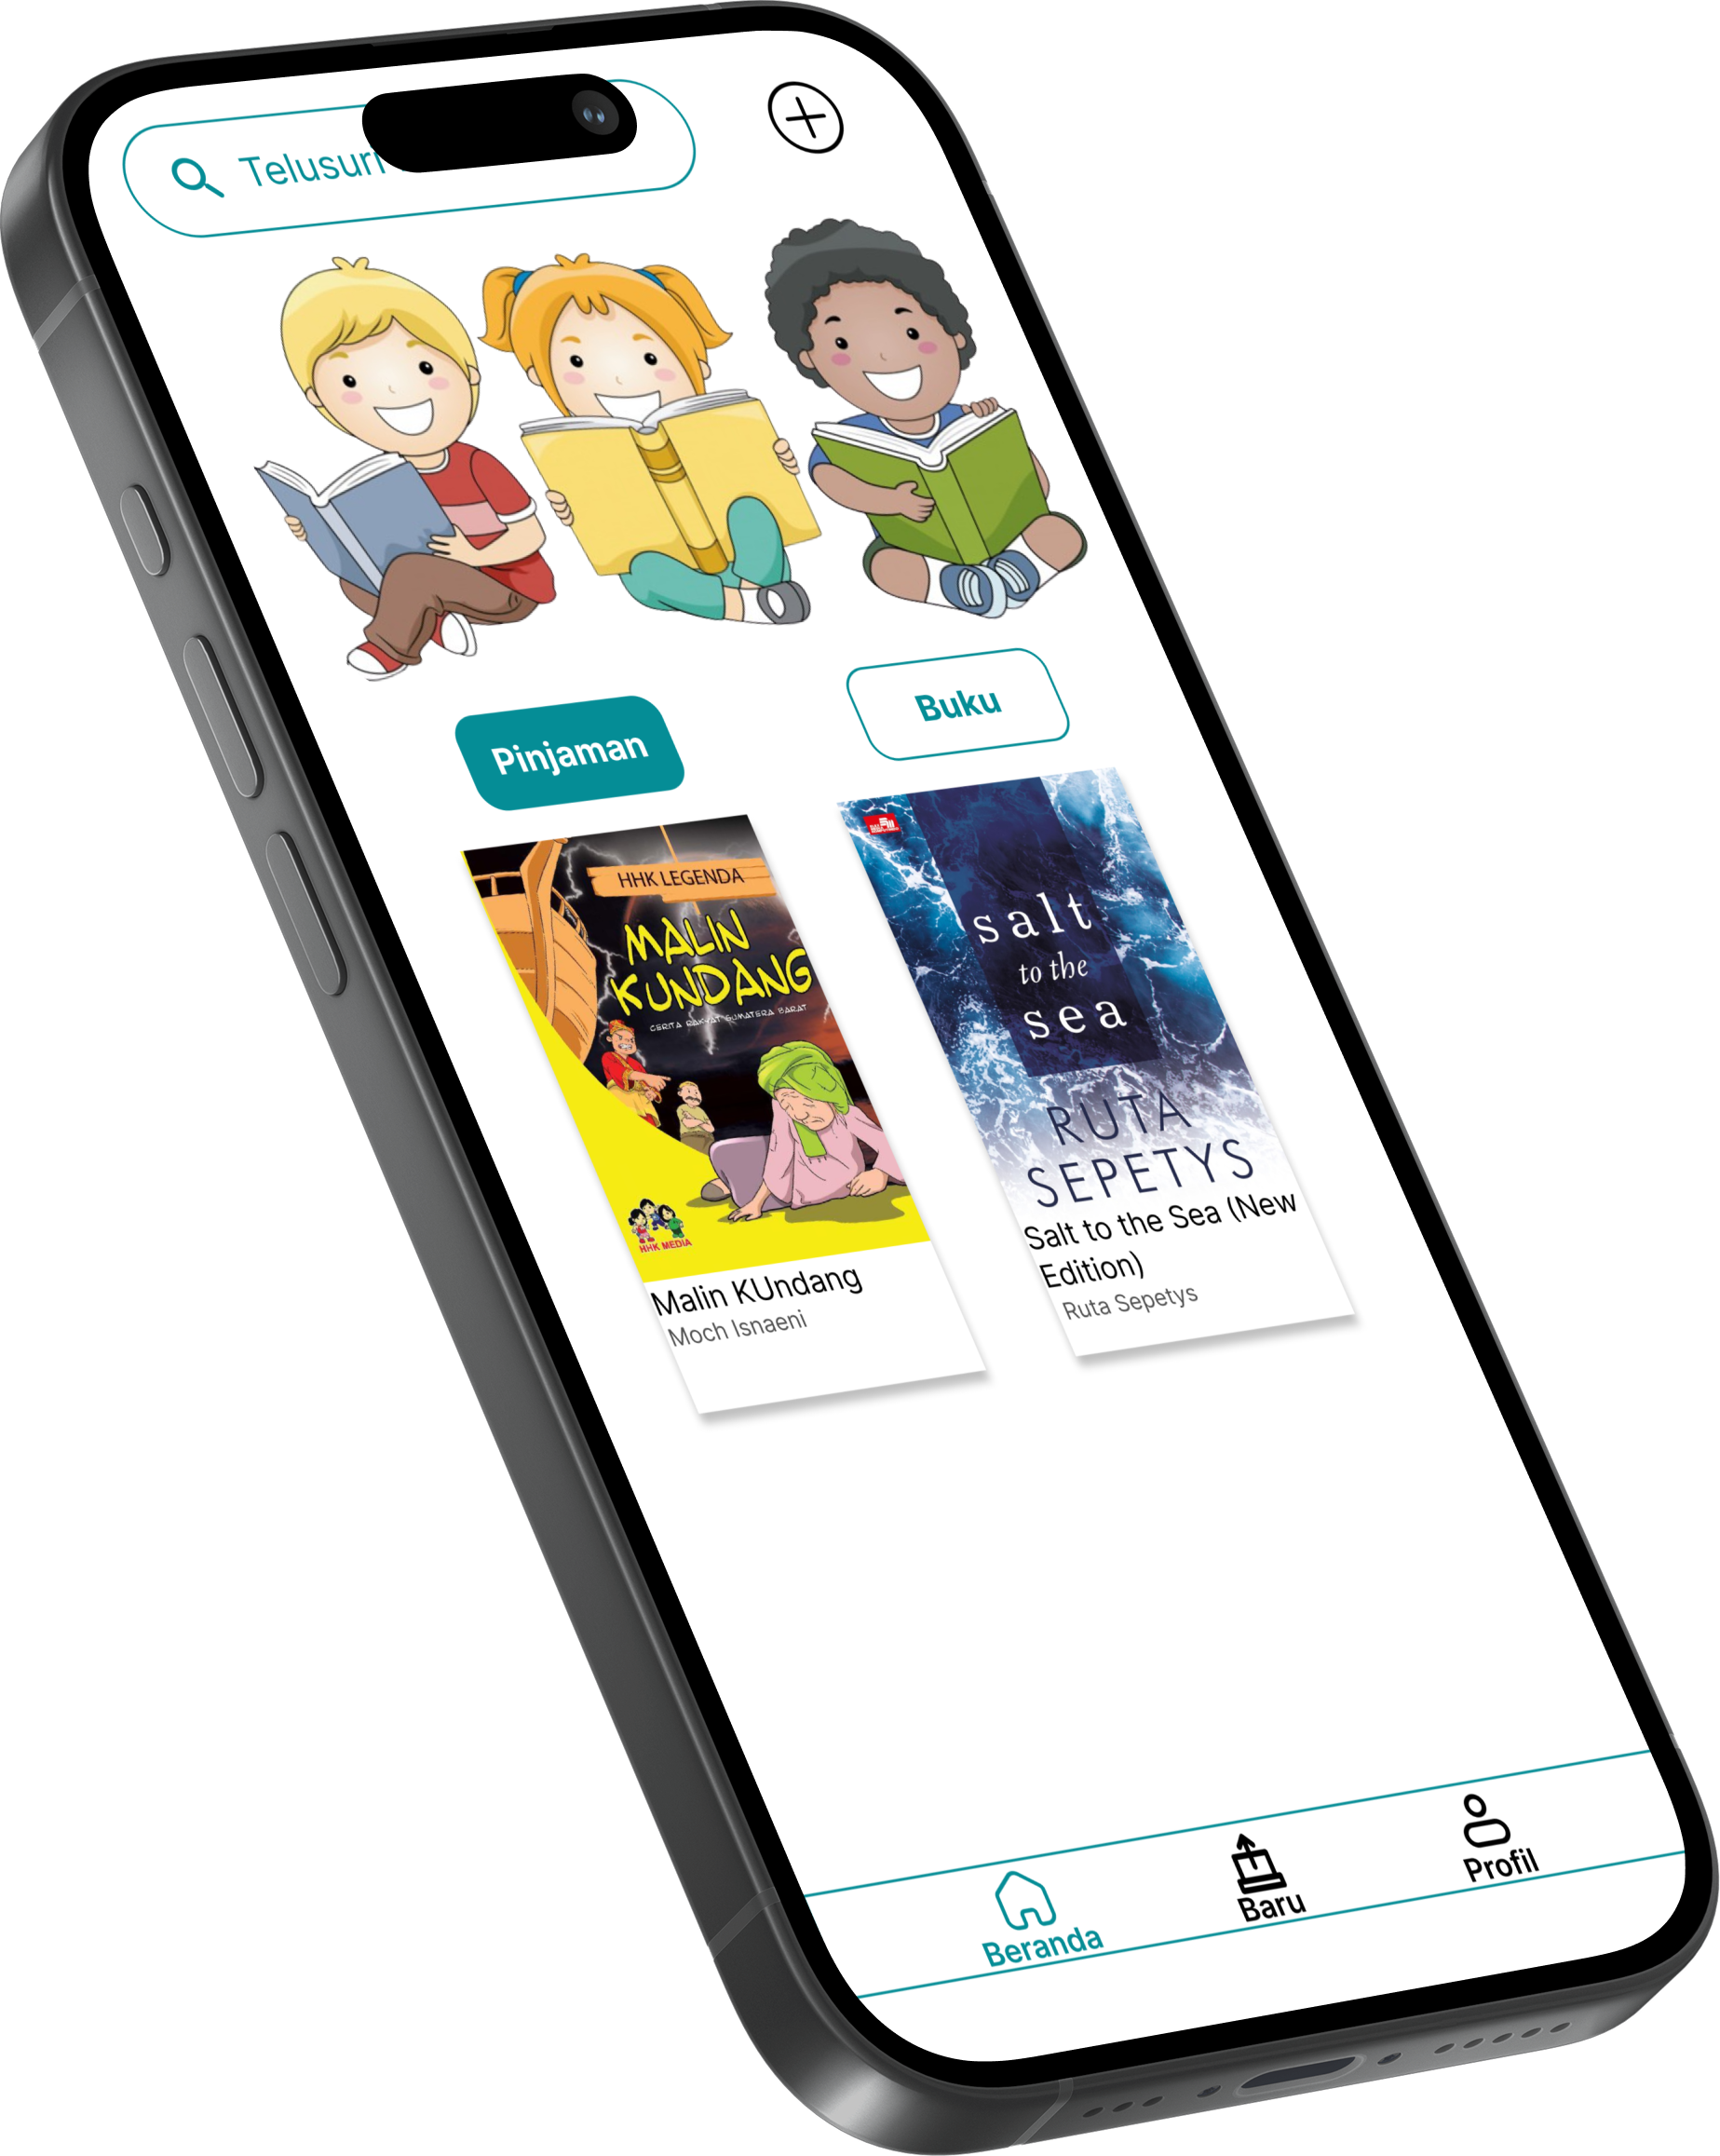 Telusuri
Pinjaman
Buku
HHK LEGENDA
MALIN
KUNDANG
CERITA RAKYAT SUMATERA BARAT
HHK MEDIA
Malin KUndang
Moch Isnaeni
salt
to the
sea
RUTA
SEPETYS
Salt to the Sea (New
Edition)
Ruta Sepetys
Beranda
Baru
Profil